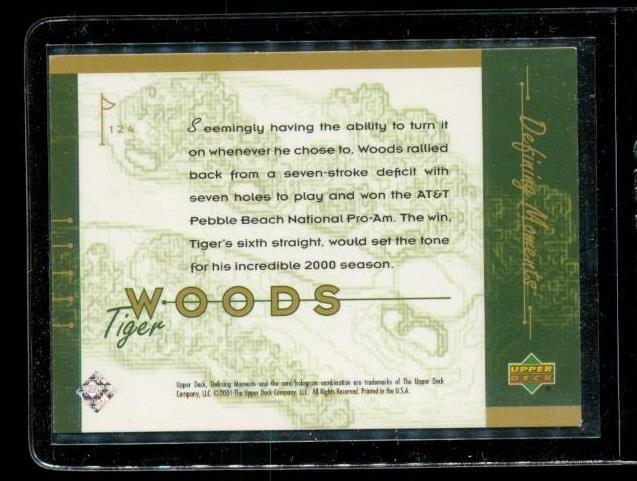 124
Seemingly having the ability to turn it
on whenever he chose to, Woods rallied
back from a seven-stroke deficit with
seven holes to play and won the AT&T
Pebble Beach National Pro-Am. The win,
Tiger's sixth straight, would set the tone
for his incredible 2000 season.
WOODS
Tiger
Upper Deck, Defining Moments and the card/hologram combination are trademarks of The Upper Deck
Company, LLC. ©2001 The Upper Deck Company, LLC. All Rights Reserved. Printed in the U.S.A.
Defining Moments
UPPER
DECK